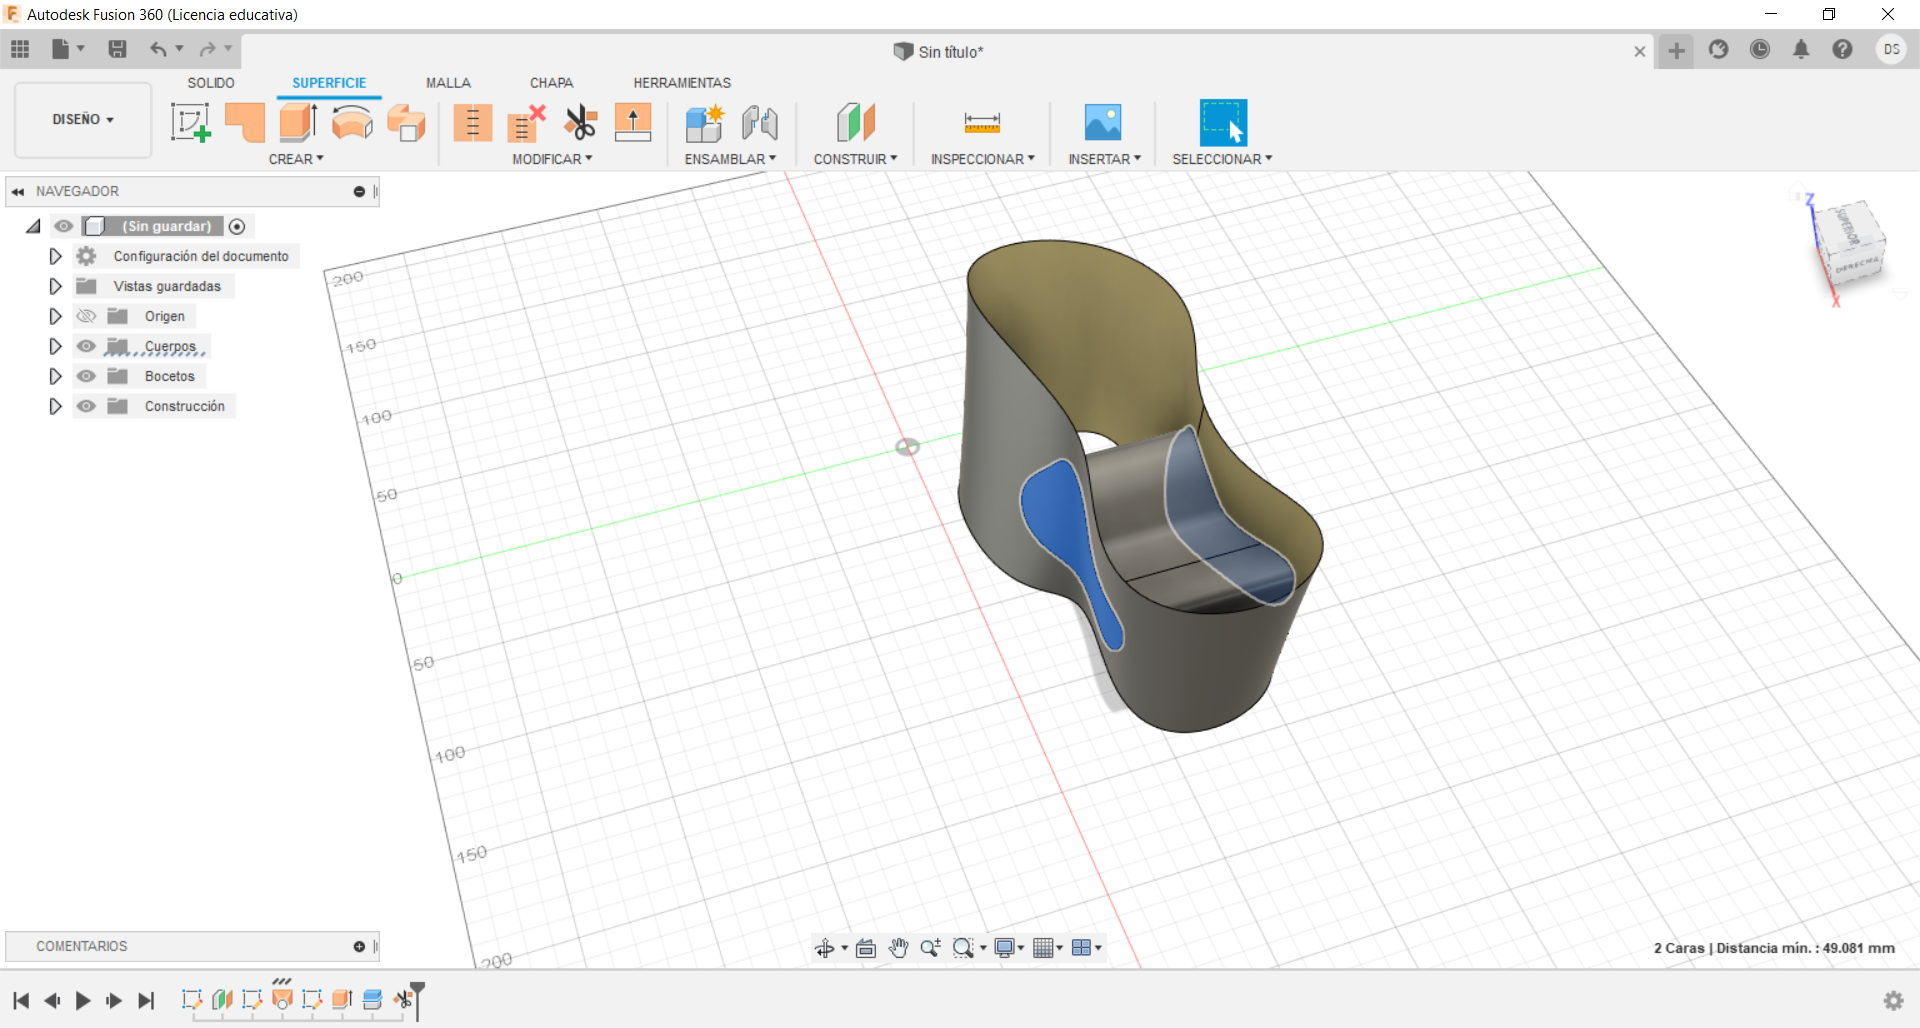 Autodesk Fusion 360 (Licencia educativa)
Sin título*
DS
SOLIDO
SUPERFICIE
MALLA
CHAPA
HERRAMIENTAS
DISEÑO
CREAR
MODIFICAR
ENSAMBLAR
CONSTRUIR
INSPECCIONAR
INSERTAR
SELECCIONAR
NAVEGADOR
(Sin guardar)
Configuración del documento
Vistas guardadas
Origen
Cuerpos
Bocetos
Construcción
200
150
100
50
0
50
100
150
200
Z
SUPERIOR
DERECHA
X
COMENTARIOS
2 Caras | Distancia mín. : 49.081 mm